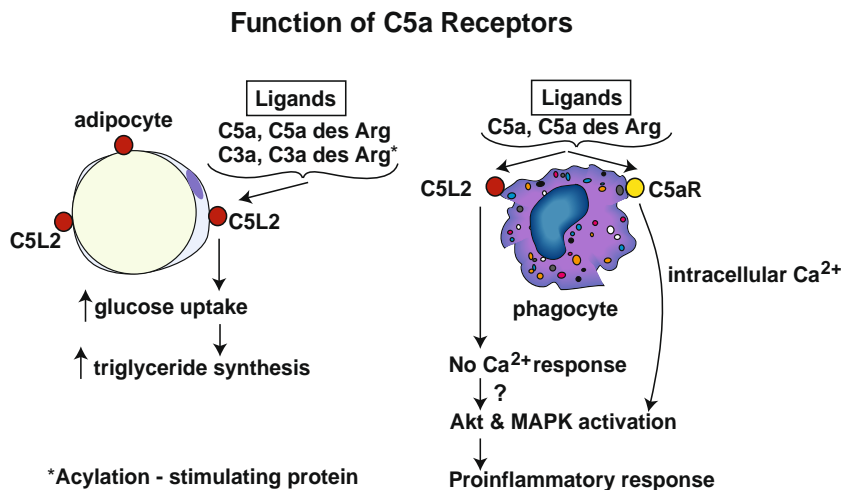 Function of C5a Receptors
Ligands
C5a, C5a des Arg
C3a, C3a des Arg*
adipocyte
C5L2
C5L2
glucose uptake
triglyceride synthesis
*Acylation - stimulating protein
Ligands
C5a, C5a des Arg
C5L2
C5aR
intracellular Ca2+
phagocyte
No Ca2+ response
?
Akt & MAPK activation
Proinflammatory response